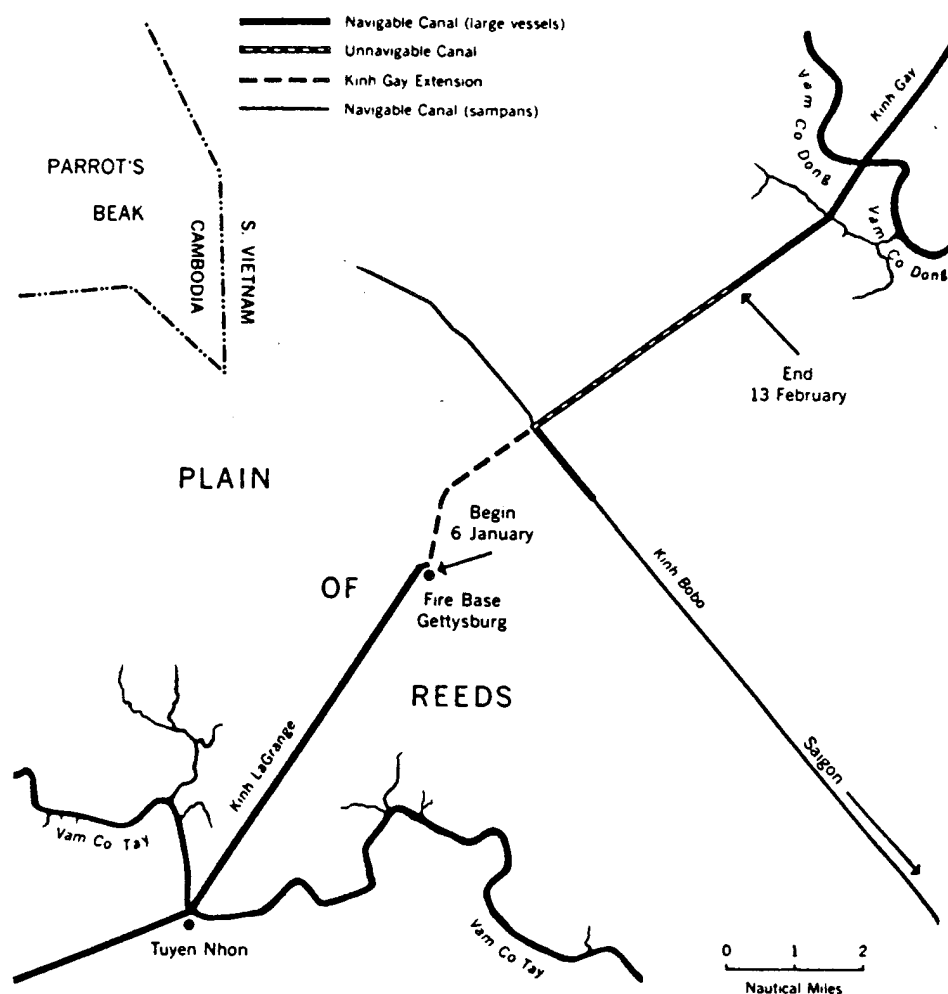 Navigable Canal (large vessels)
Unnavigable Canal
Kinh Gay Extension
Navigable Canal (sampans)
Vam Co Dong
Kinh Gay
PARROT'S
BEAK
CAMBODIA
S. VIETNAM
Vam
Co Dong
End
13 February
PLAIN
Begin
6 January
OF
Fire Base
Gettysburg
Kinh Bobo
REEDS
Kinh LaGrange
Saigon
Vam Co Tay
Vam Co Tay
Tuyen Nhon
0 1 2
Nautical Miles